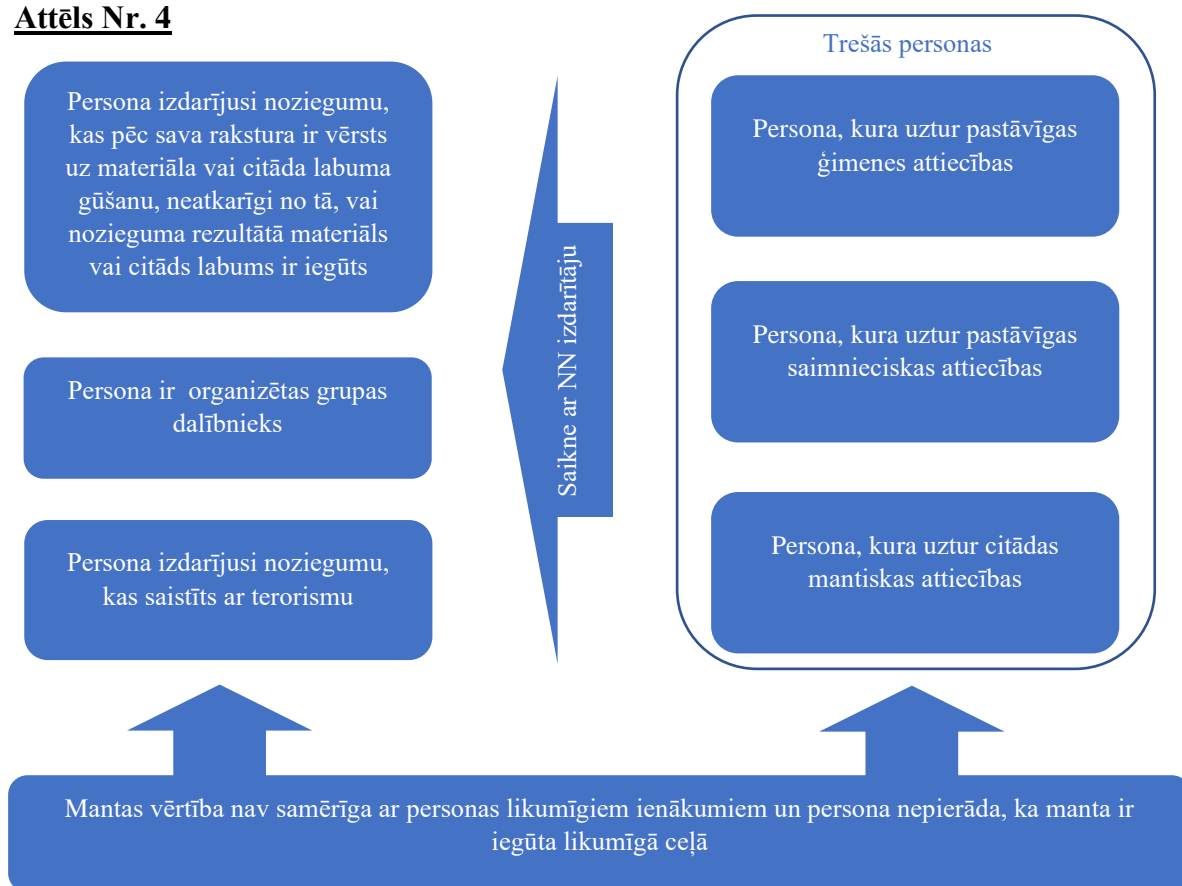 Attēls Nr. 4
Persona izdarījusi noziegumu,
kas pēc sava rakstura ir vērsts
uz materiāla vai citāda labuma
gūšanu, neatkarīgi no tā, vai
nozieguma rezultātā materiāls
vai citāds labums ir iegūts
Persona ir organizētas grupas
dalībnieks
Persona izdarījusi noziegumu,
kas saistīts ar terorismu
Saikne ar NN izdarītāju
Trešās personas
Persona, kura uztur pastāvīgas
ģimenes attiecības
Persona, kura uztur pastāvīgas
saimnieciskas attiecības
Persona, kura uztur citādas
mantiskas attiecības
Mantas vērtība nav samērīga ar personas likumīgiem ienākumiem un persona nepierāda, ka manta ir
iegūta likumīgā ceļā